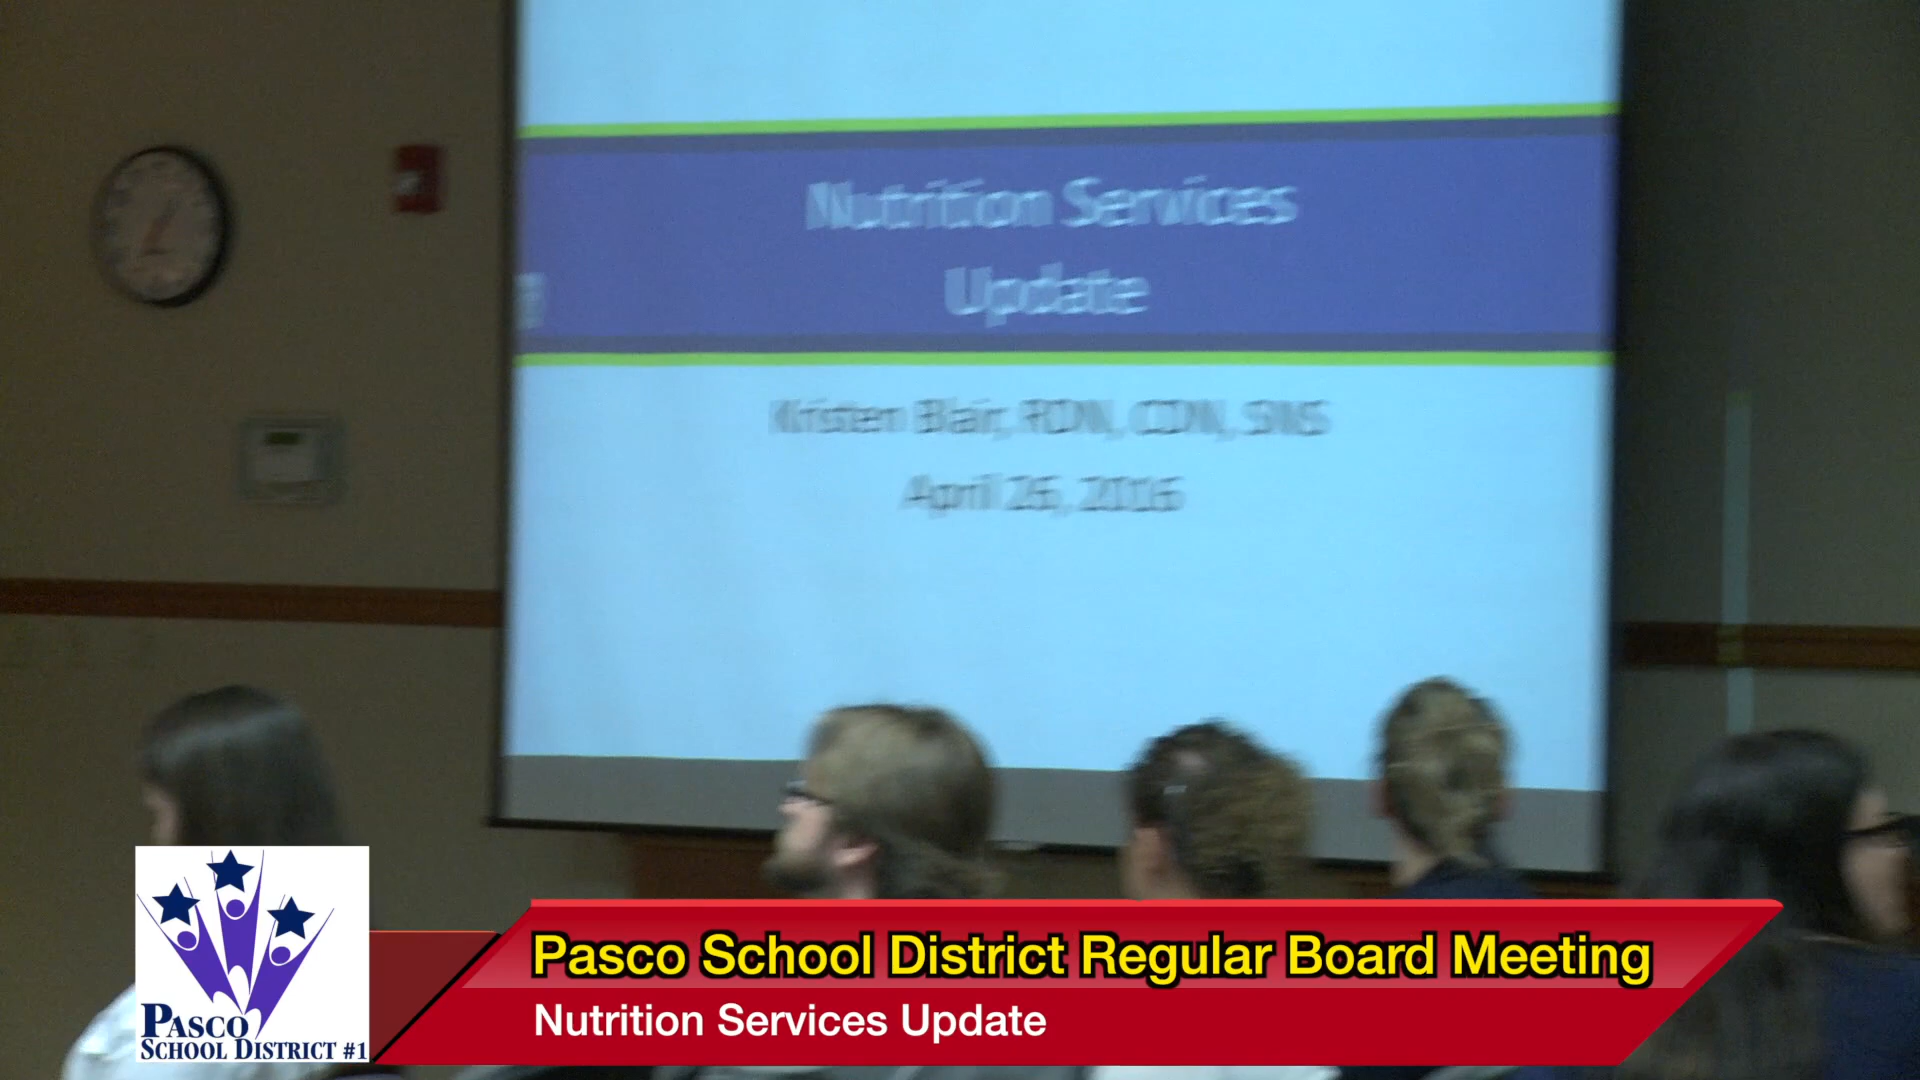 Nutrition Services
Update
Kristen Blair, RDN, CDN, SNS
April 26, 2016
Pasco School District Regular Board Meeting
Nutrition Services Update
PASCO
SCHOOL DISTRICT #1